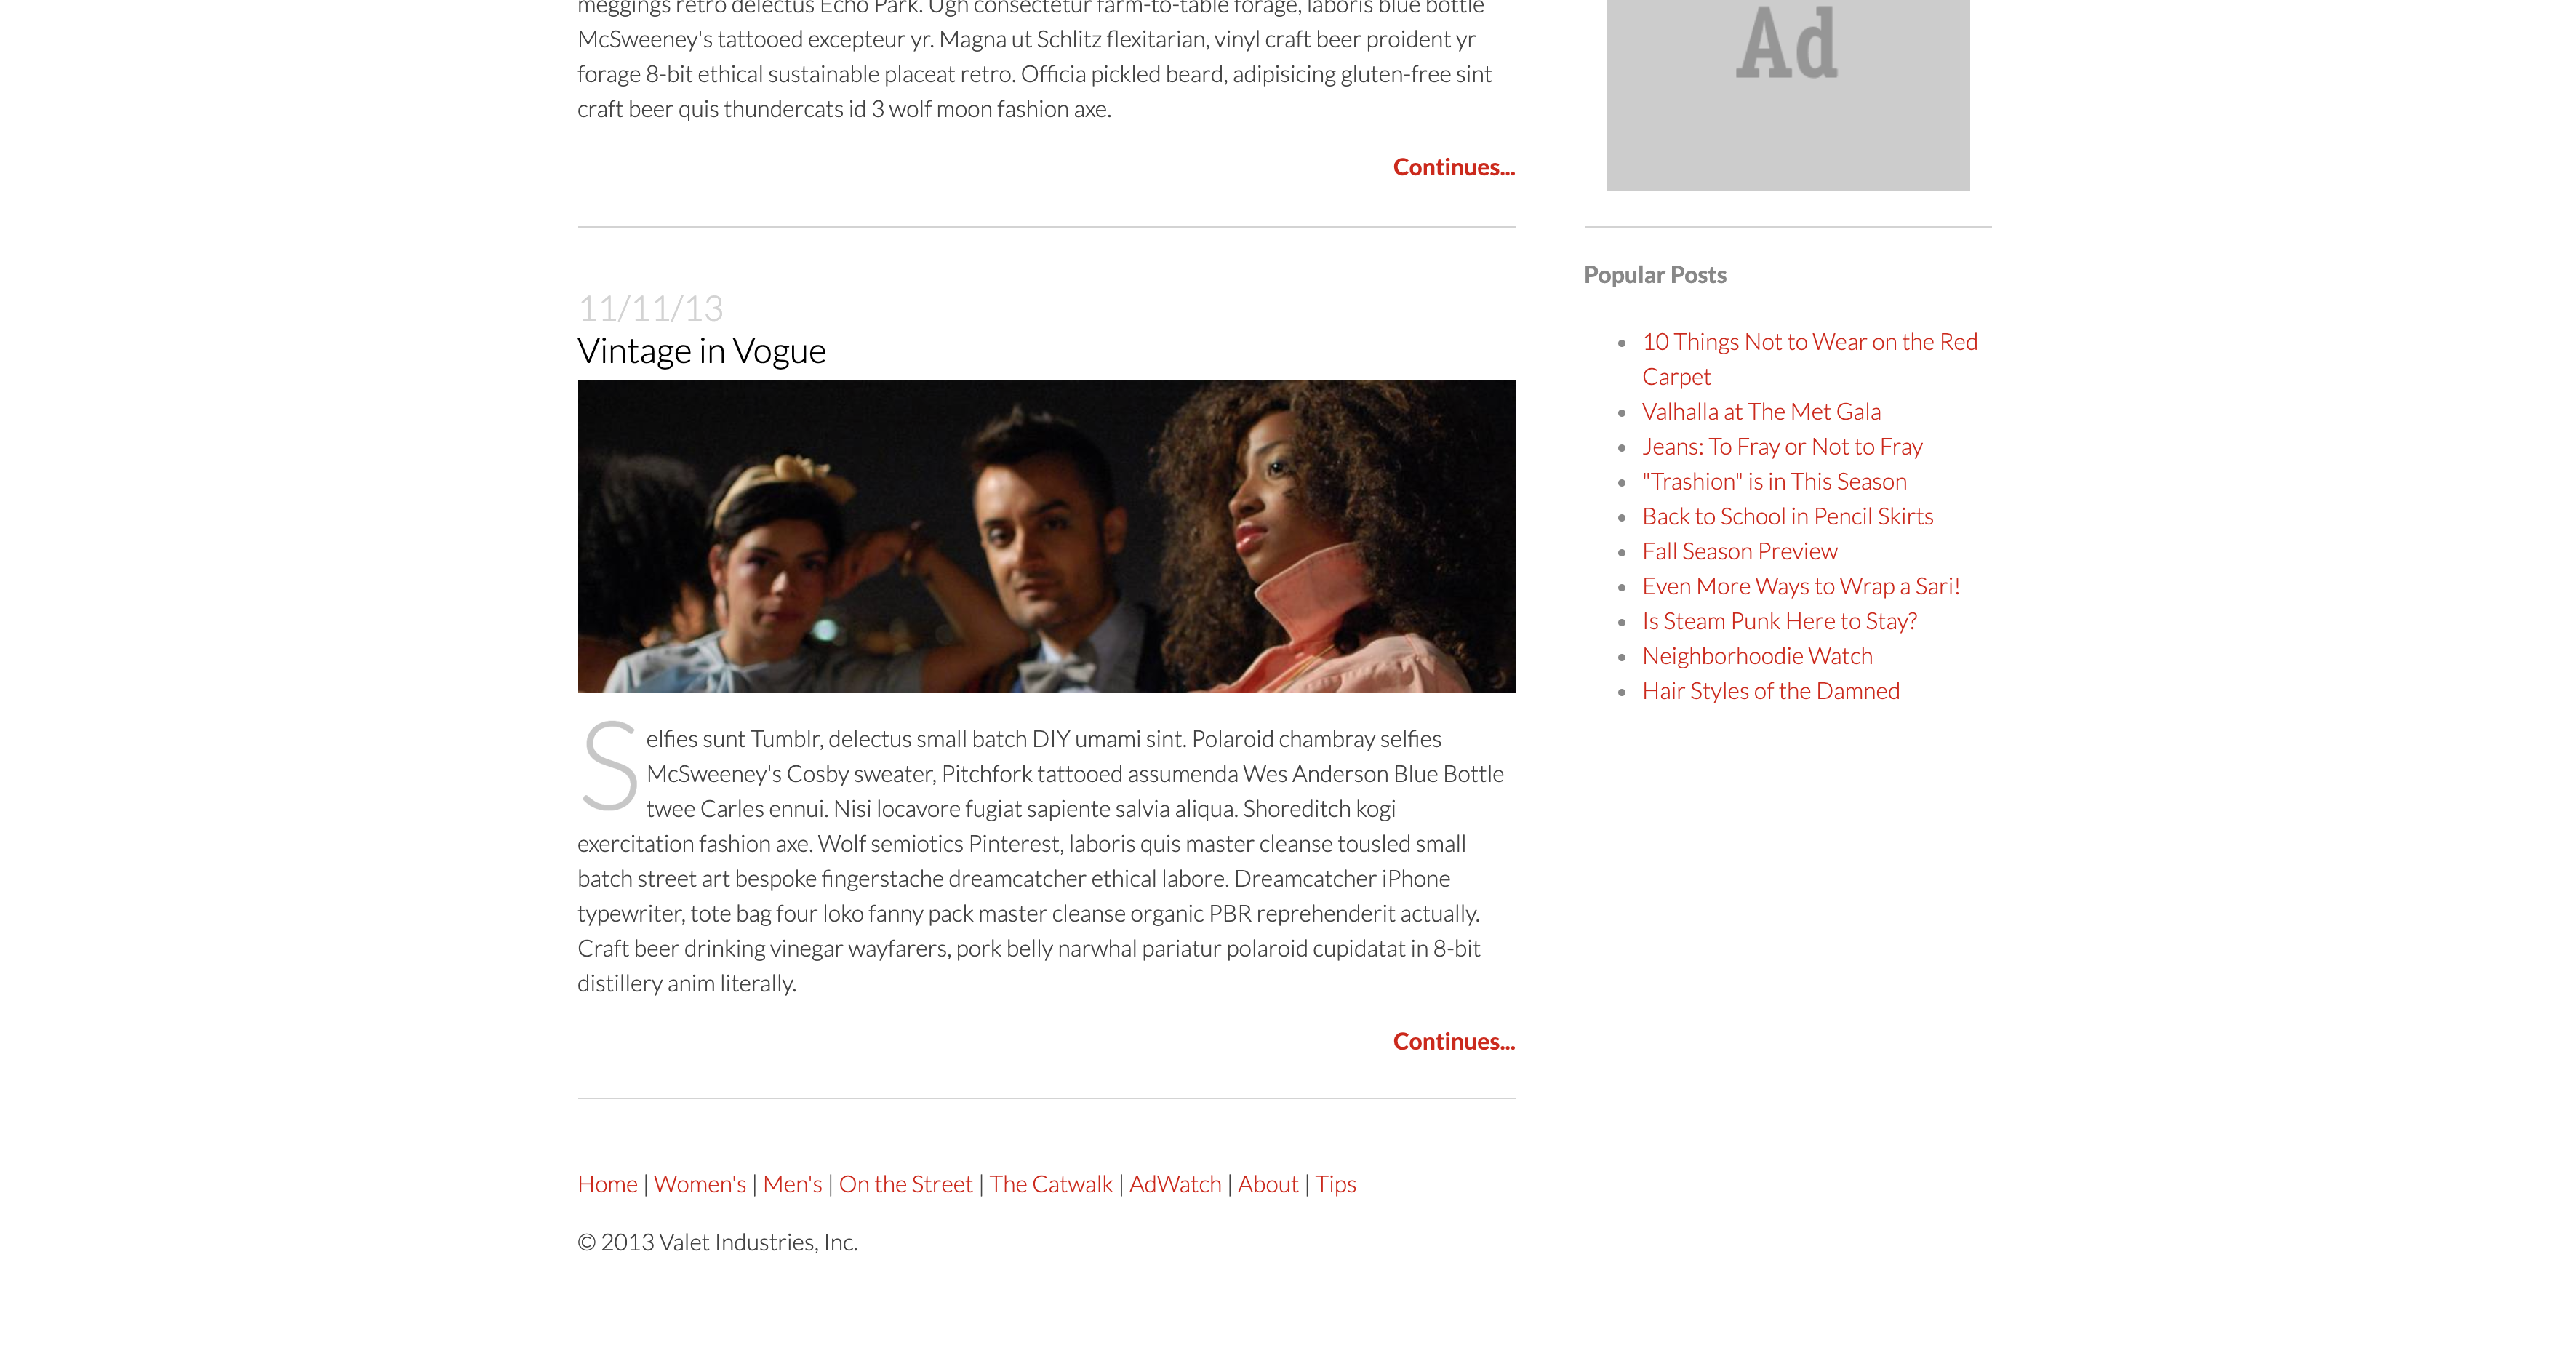 meggings retro delectus Echo Park. Ugh consectetur farm-to-table forage, laboris blue bottle
McSweeney's tattooed excepteur yr. Magna ut Schlitz flexitarian, vinyl craft beer proident yr
forage 8-bit ethical sustainable placeat retro. Officia pickled beard, adipisicing gluten-free sint
craft beer quis thundercats id 3 wolf moon fashion axe.
Continues...
11/11/13
Vintage in Vogue
Selfies sunt Tumblr, delectus small batch DIY umami sint. Polaroid chambray selfies
McSweeney's Cosby sweater, Pitchfork tattooed assumenda Wes Anderson Blue Bottle
twee Carles ennui. Nisi locavore fugiat sapiente salvia aliqua. Shoreditch kogi
exercitation fashion axe. Wolf semiotics Pinterest, laboris quis master cleanse tousled small
batch street art bespoke fingerstache dreamcatcher ethical labore. Dreamcatcher iPhone
typewriter, tote bag four loko fanny pack master cleanse organic PBR reprehenderit actually.
Craft beer drinking vinegar wayfarers, pork belly narwhal pariatur polaroid cupidatat in 8-bit
distillery anim literally.
Continues...
Ad
Popular Posts
10 Things Not to Wear on the Red
Carpet
Valhalla at The Met Gala
Jeans: To Fray or Not to Fray
"Trashion" is in This Season
Back to School in Pencil Skirts
Fall Season Preview
Even More Ways to Wrap a Sari!
Is Steam Punk Here to Stay?
Neighborhoodie Watch
Hair Styles of the Damned
Home | Women's | Men's | On the Street | The Catwalk | AdWatch | About | Tips
© 2013 Valet Industries, Inc.